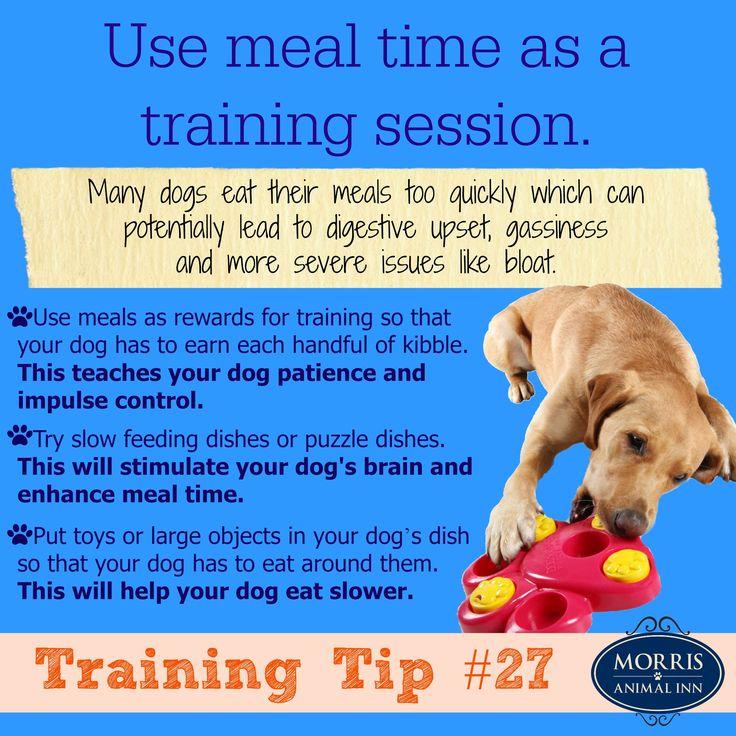 Use meal time as a
training session.
Many dogs eat their meals too quickly which can
potentially lead to digestive upset, gassiness
and more severe issues like bloat.
Use meals as rewards for training so that
your dog has to earn each handful of kibble.
This teaches your dog patience and
impulse control.
Try slow feeding dishes or puzzle dishes.
This will stimulate your dog's brain and
enhance meal time.
Put toys or large objects in your dog's dish
so that your dog has to eat around them.
This will help your dog eat slower.
Training Tip #27
MORRIS
ANIMAL INN